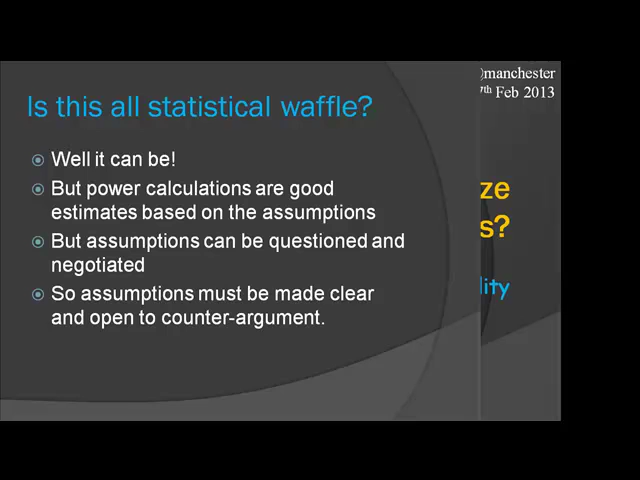 Is this all statistical waffle?
Well it can be!
But power calculations are good
estimates based on the assumptions
But assumptions can be questioned and
negotiated
So assumptions must be made clear
and open to counter-argument.
manchester
7th Feb 2013
ze
s?
lity